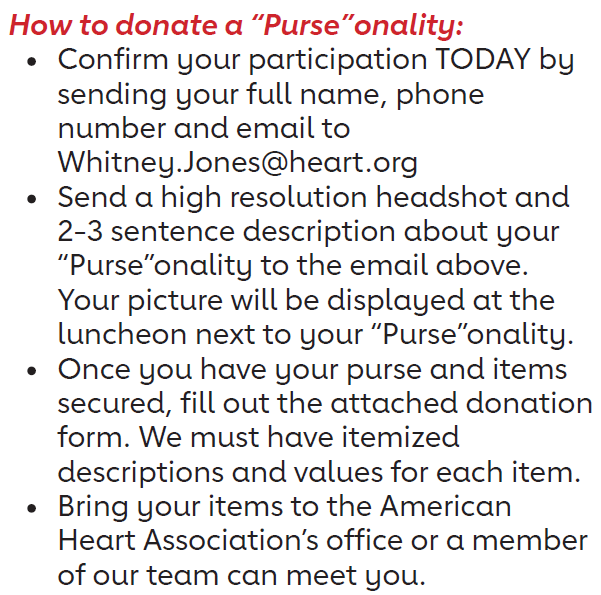 How to donate a “Purse”onality:
• Confirm your participation TODAY by
sending your full name, phone
number and email to
Whitney.Jones@heart.org
• Send a high resolution headshot and
2-3 sentence description about your
“Purse”onality to the email above.
Your picture will be displayed at the
luncheon next to your “Purse”onality.
• Once you have your purse and items
secured, fill out the attached donation
form. We must have itemized
descriptions and values for each item.
• Bring your items to the American
Heart Association’s office or a member
of our team can meet you.